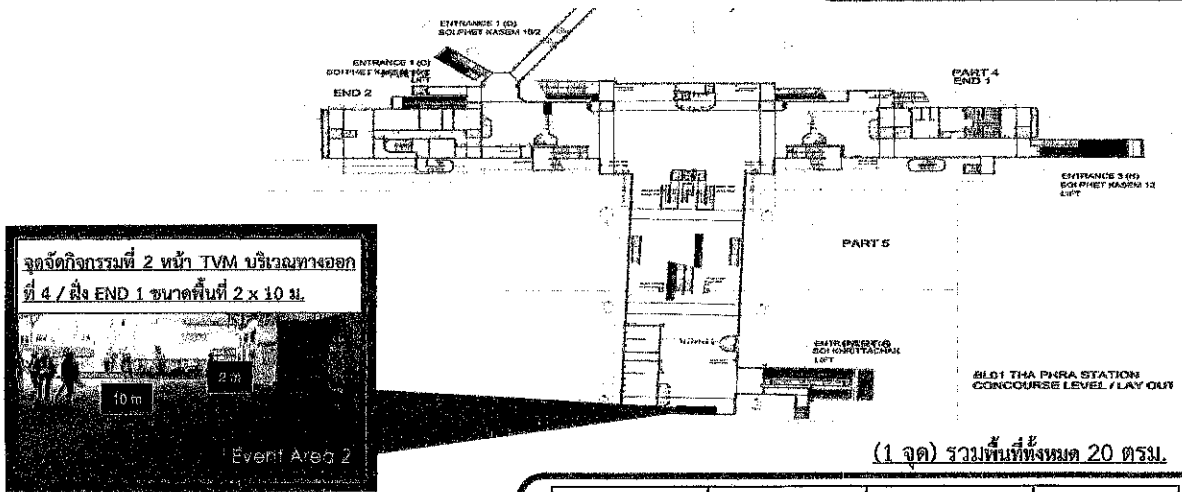 ENTRANCE 1 (D)
SOI PHET KASEM 10/2
ENTRANCE 1 (C)
LIFT
END 2
PART 4
END 1
ENTRANCE 3 (B)
SOI PHET KASEM 12
LIFT
PART 5
จุดจัดกิจกรรมที่ 2 หน้า TVM บริเวณทางออก
ที่ 4 / ฝั่ง END 1 ขนาดพื้นที่ 2 x 10 ม.
2 m
10 m
Event Area 2
LIFT
BL01 THA PHRA STATION
CONCOURSE LEVEL / LAY OUT
(1 จุด) รวมพื้นที่ทั้งหมด 20 ตรม.